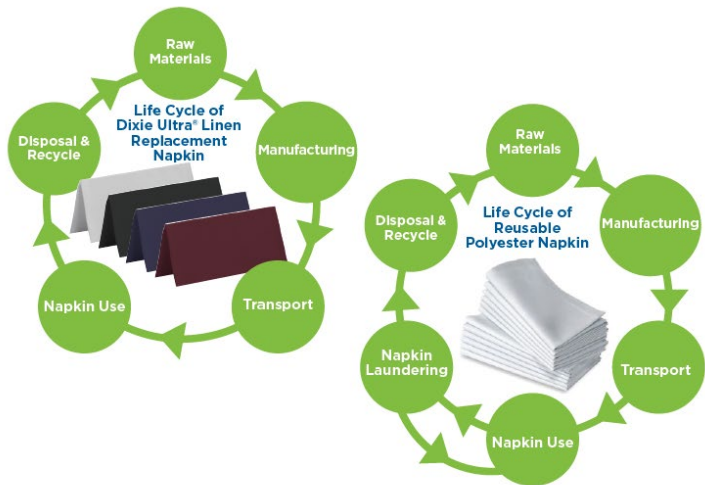 Raw
Materials
Life Cycle of
Dixie Ultra® Linen
Replacement
Napkin
Manufacturing
Transport
Napkin Use
Disposal &
Recycle
Raw
Materials
Life Cycle of
Reusable
Polyester Napkin
Manufacturing
Transport
Napkin Use
Napkin
Laundering
Disposal &
Recycle